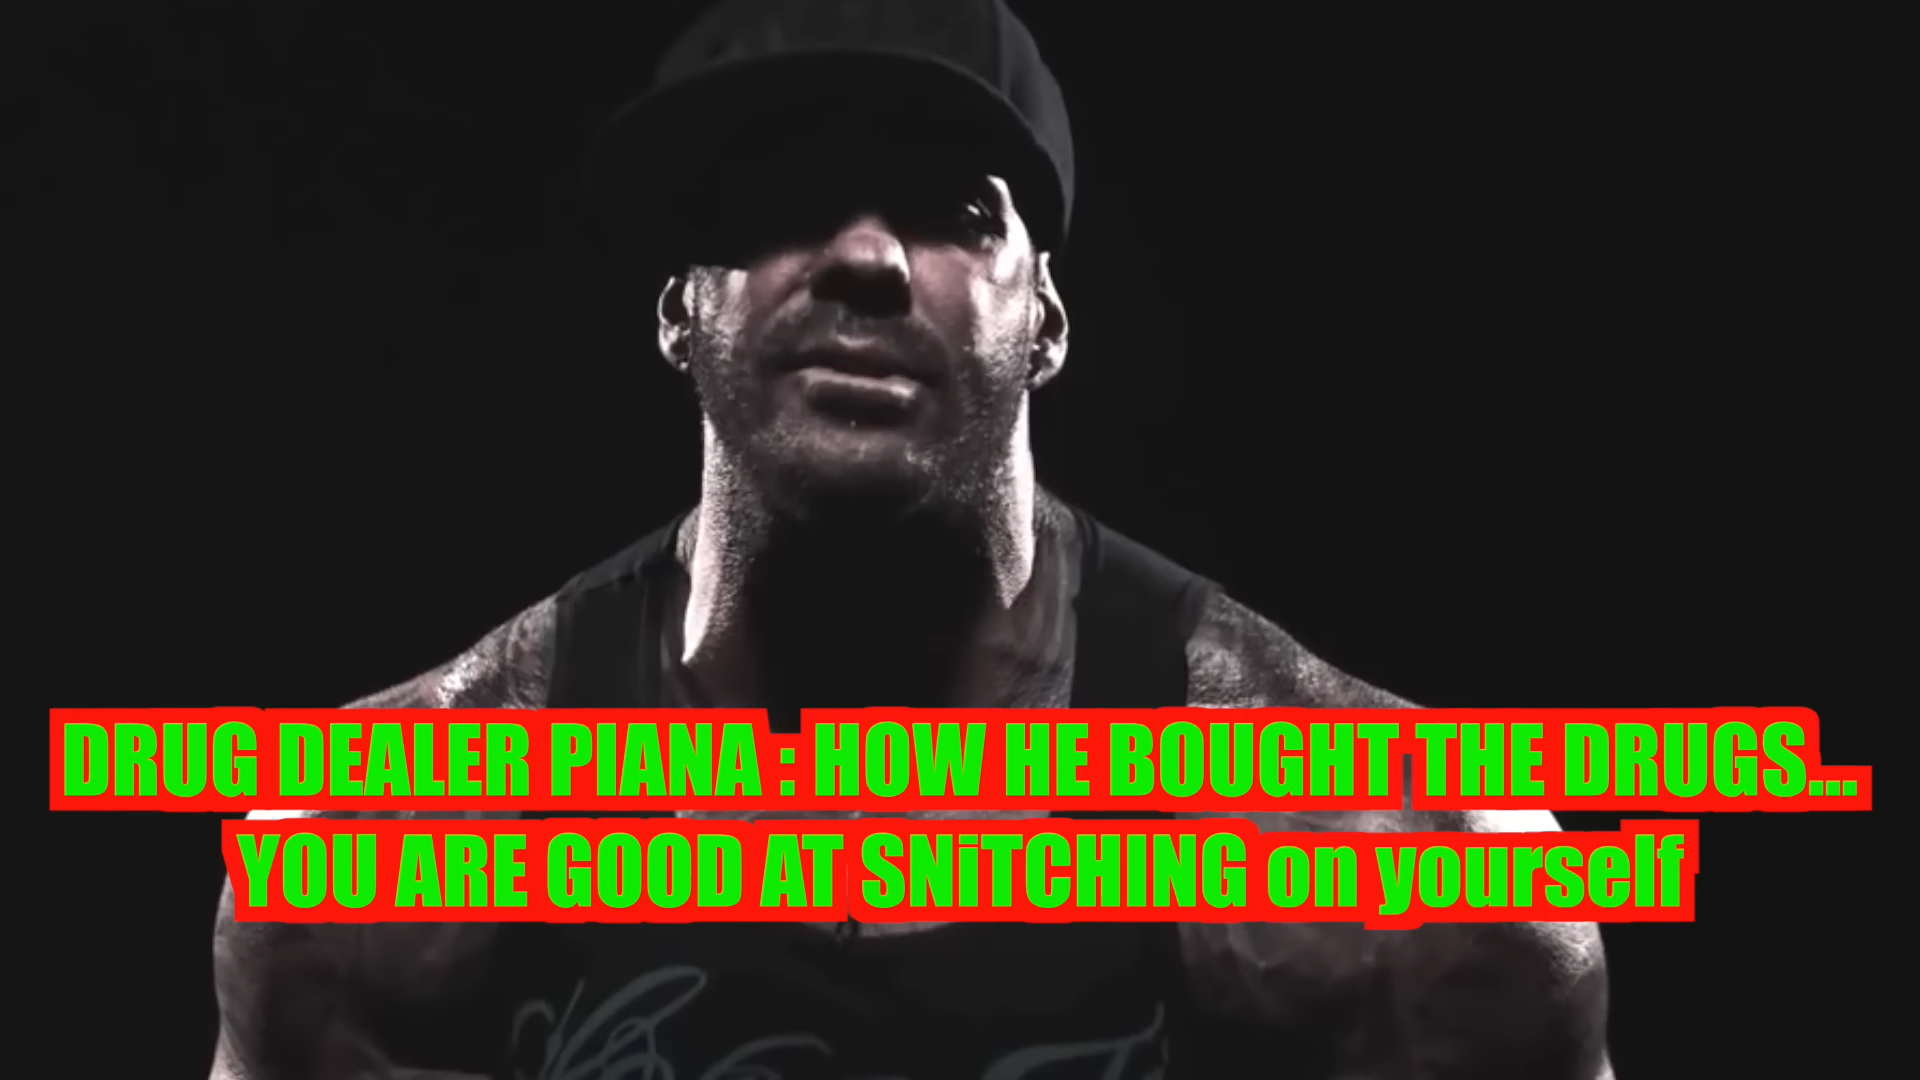 DRUG DEALER PIANA : HOW HE BOUGHT THE DRUGS...
YOU ARE GOOD AT SNiTCHING on yourself